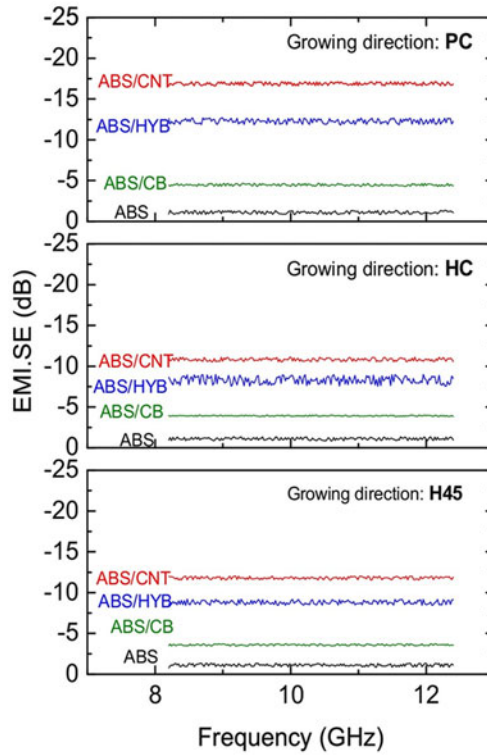 -25
Growing direction: PC
-20
ABS/CNT
-15
ABS/HYB
-10
ABS/CB
-5
ABS
0
-25
Growing direction: HC
-20
-15
ABS/CNT
-10
ABS/HYB
ABS/CB
-5
ABS
0
EMI.SE (dB)
-25
Growing direction: H45
-20
-15
ABS/CNT
-10
ABS/HYB
ABS/CB
-5
ABS
0
8
10
12
Frequency (GHz)